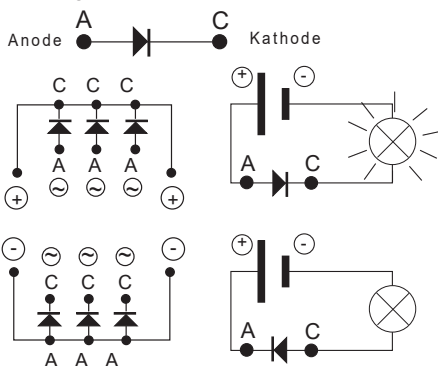 A C
Anode Kathode
C C C
A A A
~ ~ ~
+ +
+ -
A C
- ~ ~ ~ -
C C C
A A A
+ -
A C